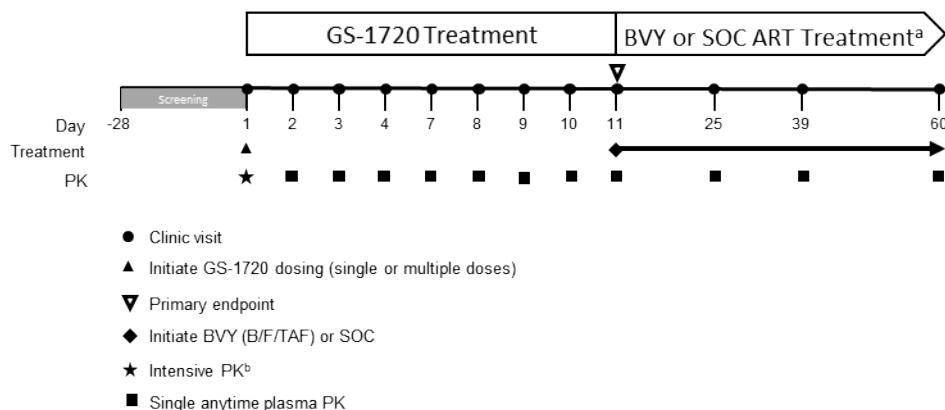 GS-1720 Treatment BVY or SOC ART Treatmentᵃ
Screening
Day -28 1 2 3 4 7 8 9 10 11 25 39 60
Treatment
PK
Clinic visit
Initiate GS-1720 dosing (single or multiple doses)
Primary endpoint
Initiate BVY (B/F/TAF) or SOC
Intensive PKᵇ
Single anytime plasma PK